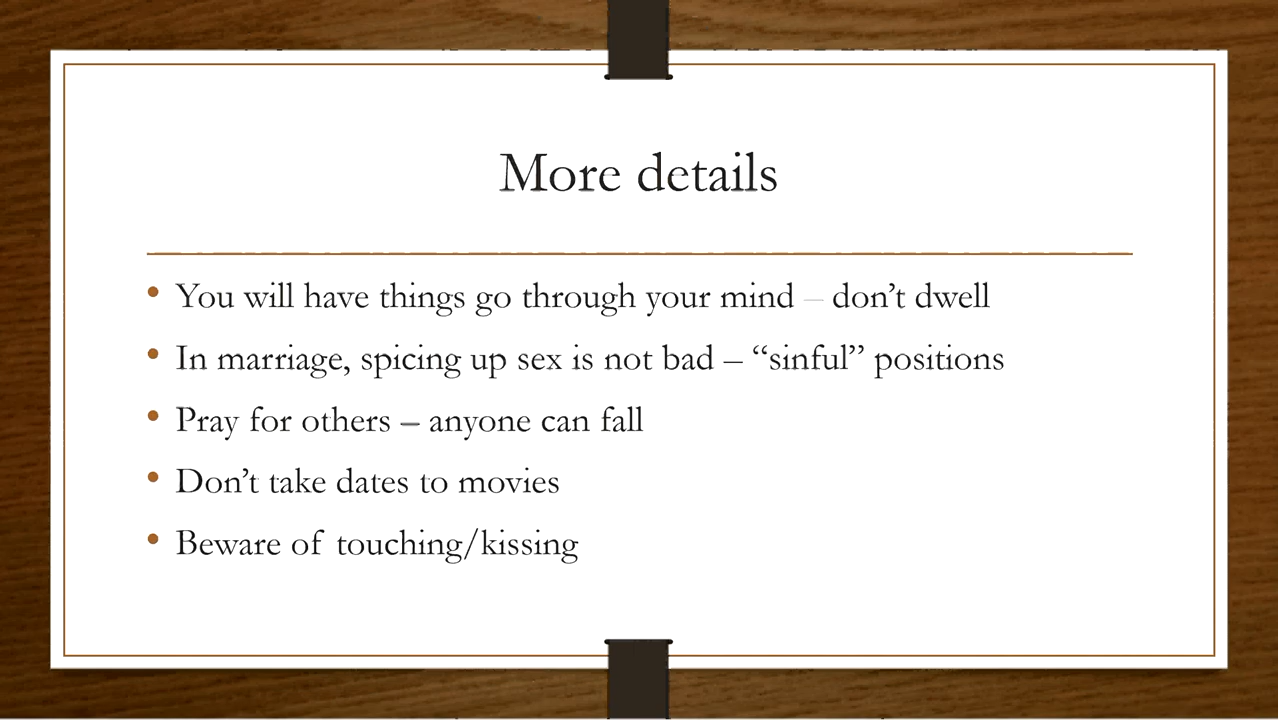 More details
• You will have things go through your mind – don’t dwell
• In marriage, spicing up sex is not bad – “sinful” positions
• Pray for others – anyone can fall
• Don’t take dates to movies
• Beware of touching/kissing